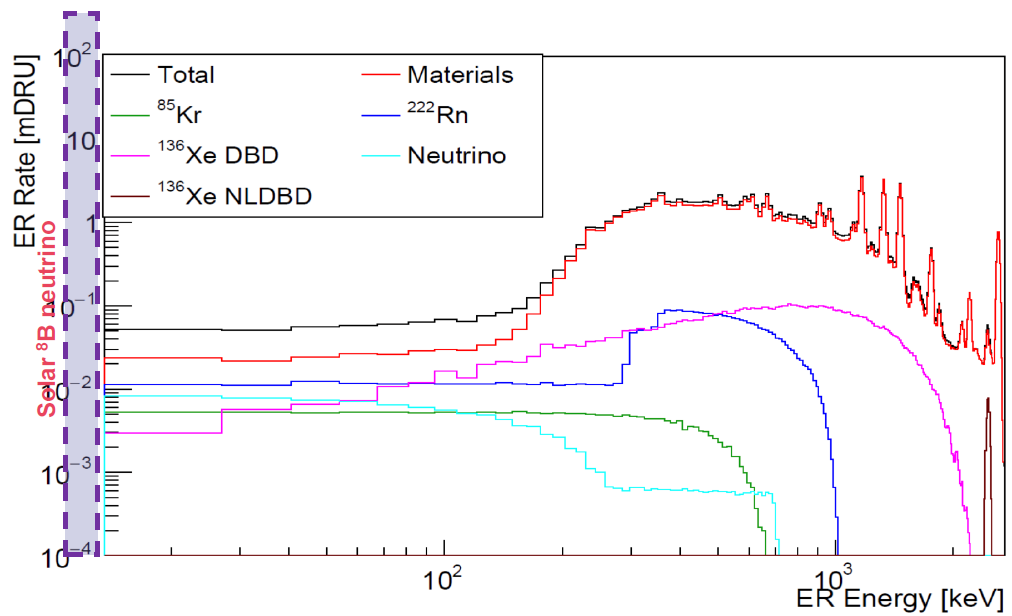 ER Rate [mDRU]
Solar ⁸B neutrino
10²
10
1
10⁻¹
10⁻²
10⁻³
10⁻⁴
Total
Materials
⁸⁵Kr
²²²Rn
¹³⁶Xe DBD
Neutrino
¹³⁶Xe NLDBD
10²
10³
ER Energy [keV]